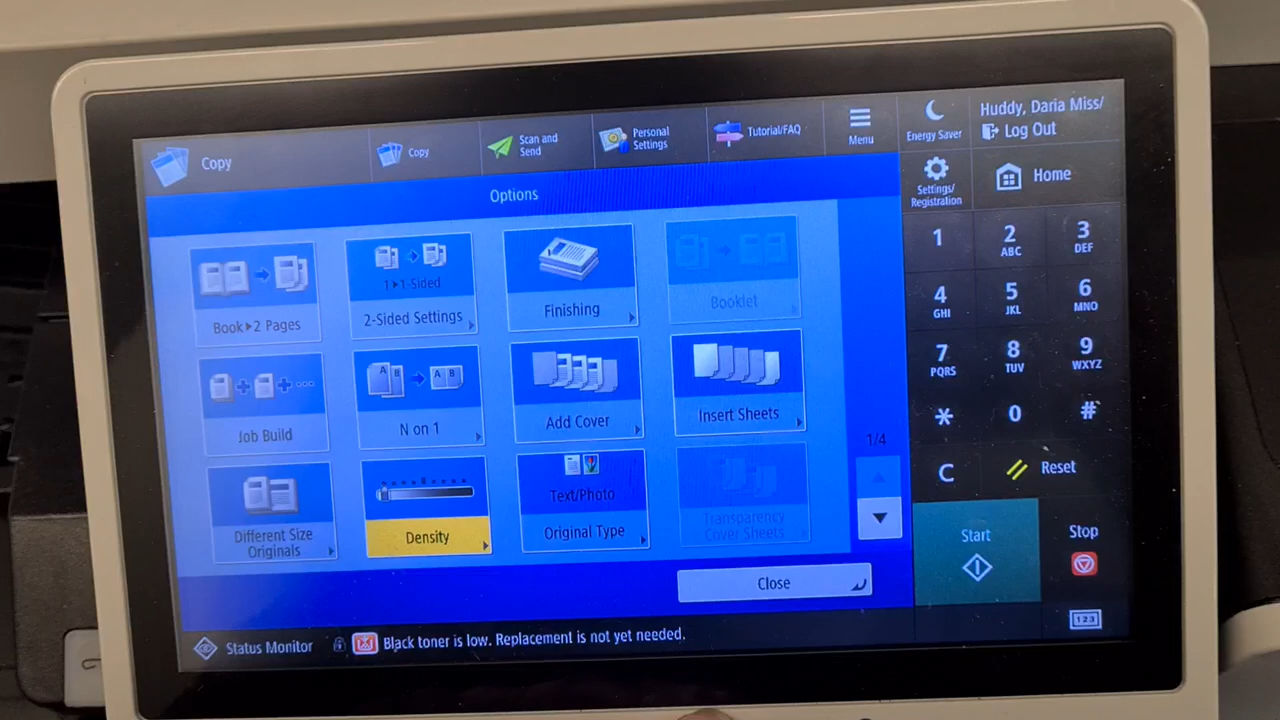 Copy
Copy
Scan and
Send
Personal
Settings
Tutorial/FAQ
Menu
Energy Saver
Huddy, Daria Miss/
Log Out
Options
Settings/
Registration
Home
Book▶2 Pages
1▶1-Sided
2-Sided Settings
Finishing
Booklet
Job Build
A B A B
N on 1
Add Cover
Insert Sheets
Different Size
Originals
Density
Text/Photo
Original Type
Transparency
Cover Sheets
1/4
Close
1
2
ABC
3
DEF
4
GHI
5
JKL
6
MNO
7
PQRS
8
TUV
9
WXYZ
*
0
#
C
Reset
Start
Stop
123
Status Monitor
Black toner is low. Replacement is not yet needed.